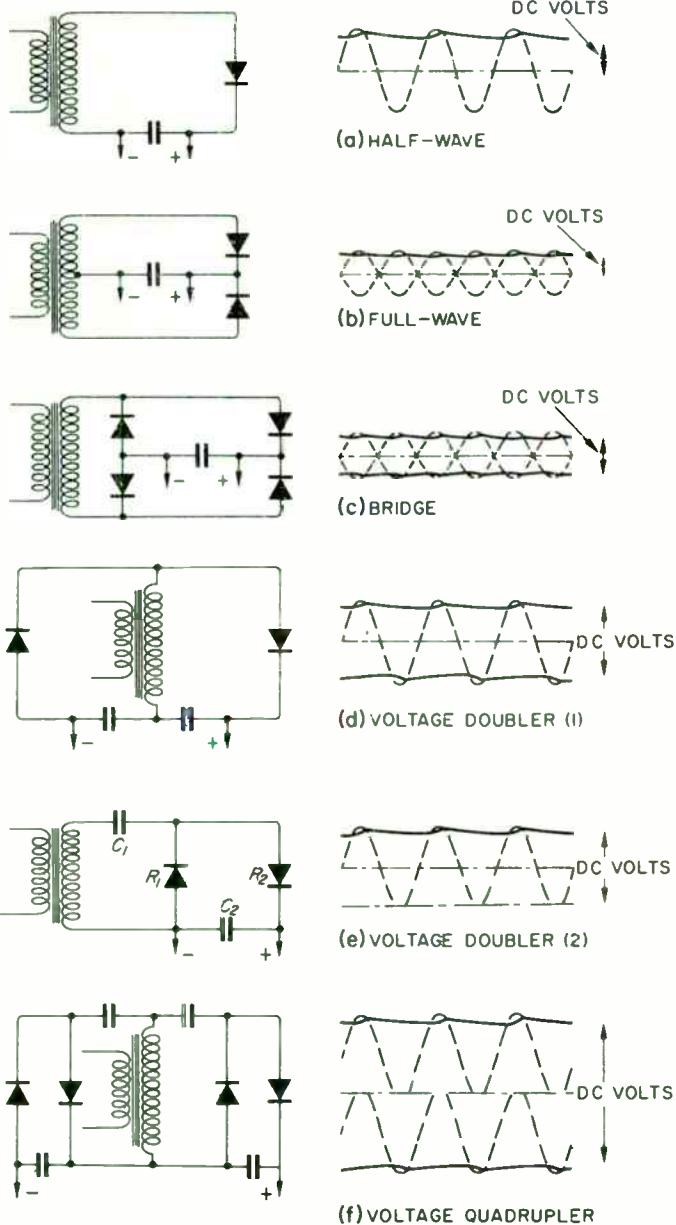 DC VOLTS
- +
(a) HALF-WAVE
DC VOLTS
- +
(b) FULL-WAVE
DC VOLTS
- +
(c) BRIDGE
DC VOLTS
- +
(d) VOLTAGE DOUBLER (1)
C1
R1 R2
C2
DC VOLTS
- +
(e) VOLTAGE DOUBLER (2)
DC VOLTS
- +
(f) VOLTAGE QUADRUPLER